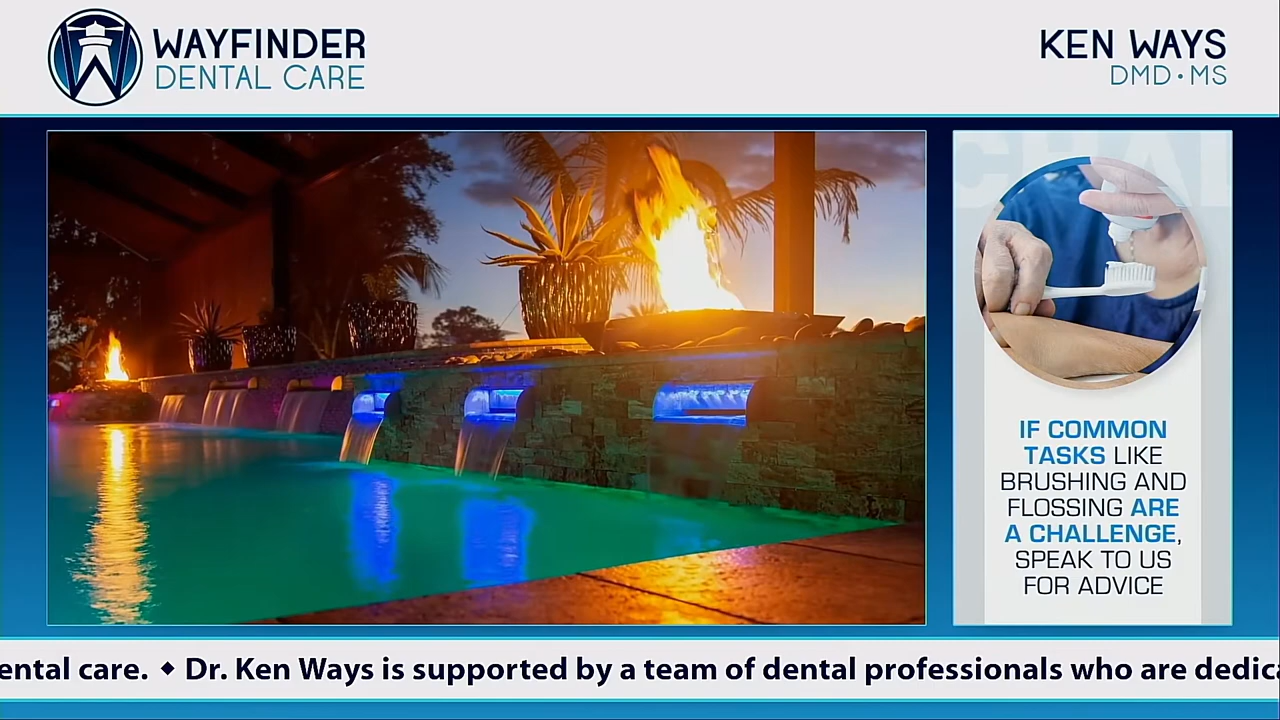 WAYFINDER
DENTAL CARE
KEN WAYS
DMD • MS
CHAL
IF COMMON
TASKS LIKE
BRUSHING AND
FLOSSING ARE
A CHALLENGE,
SPEAK TO US
FOR ADVICE
ental care. ◆ Dr. Ken Ways is supported by a team of dental professionals who are dedica